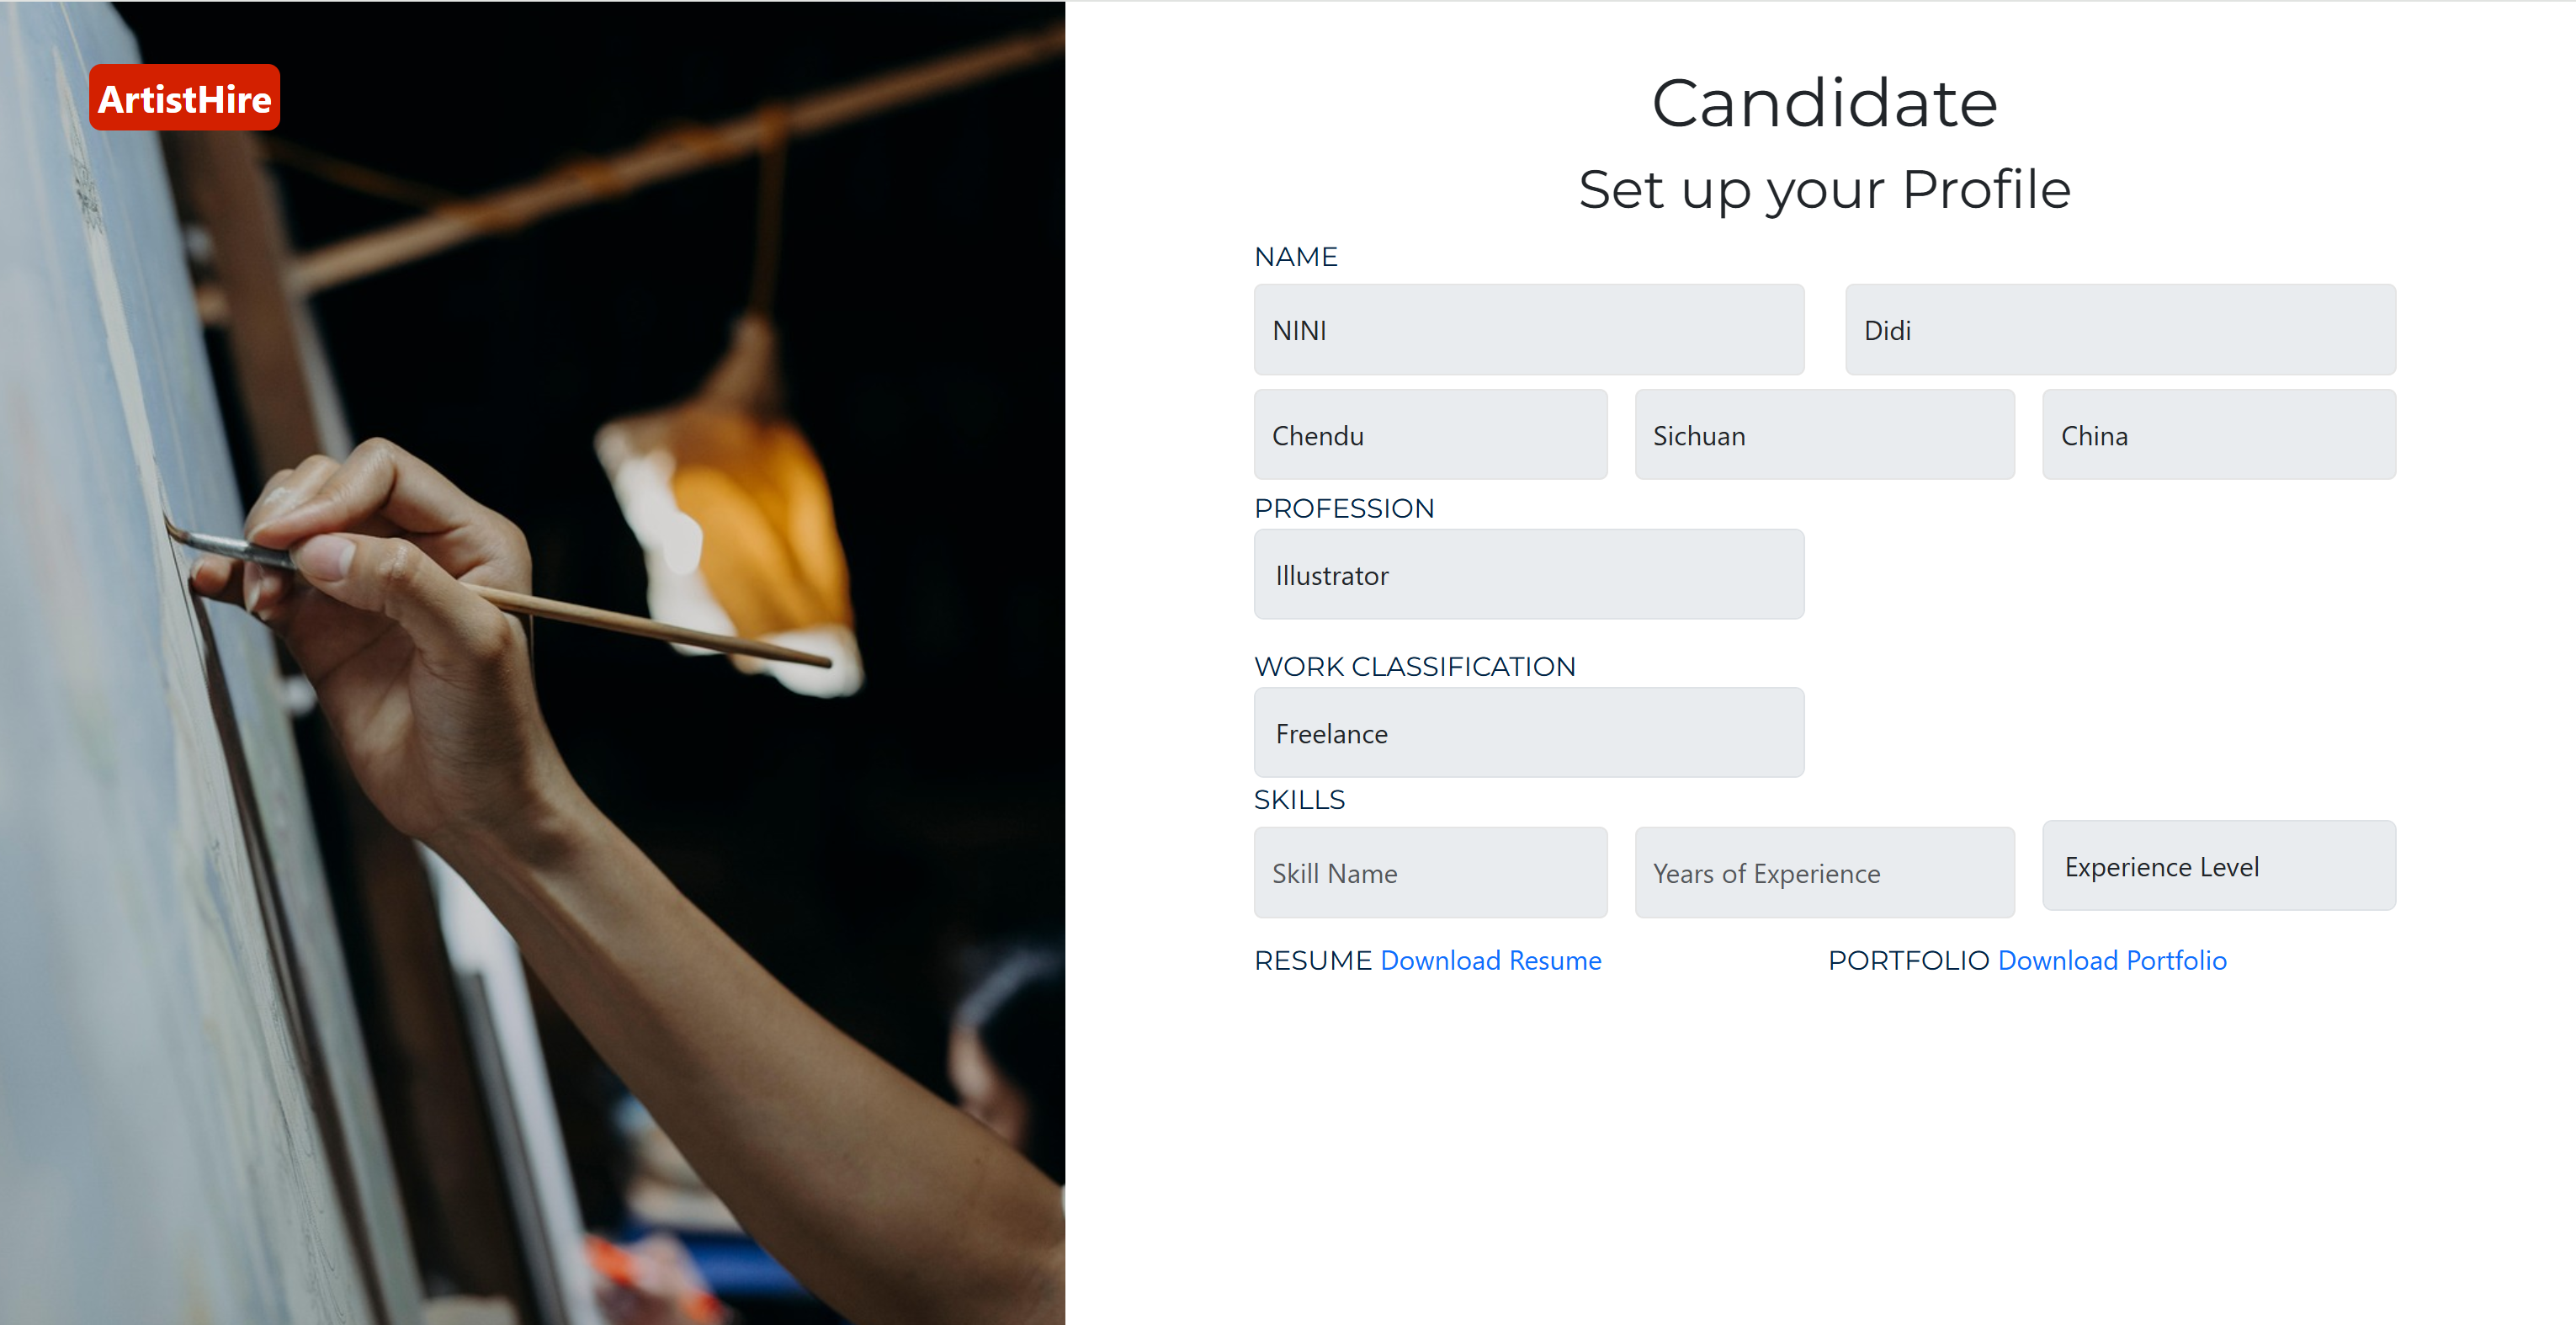 ArtistHire
Candidate
Set up your Profile
NAME
NINI Didi
Chendu Sichuan China
PROFESSION
Illustrator
WORK CLASSIFICATION
Freelance
SKILLS
Skill Name Years of Experience Experience Level
RESUME Download Resume PORTFOLIO Download Portfolio